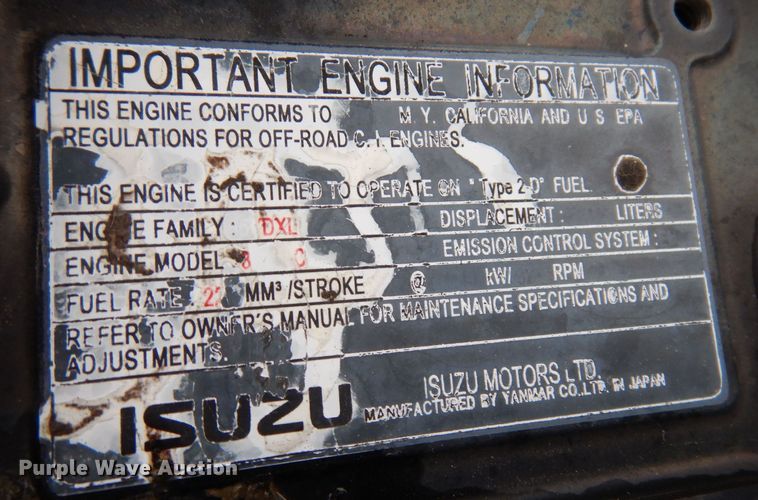 IMPORTANT ENGINE INFORMATION
THIS ENGINE CONFORMS TO M.Y. CALIFORNIA AND U S EPA
REGULATIONS FOR OFF-ROAD C.I. ENGINES.
THIS ENGINE IS CERTIFIED TO OPERATE ON "Type 2-D" FUEL.
ENGINE FAMILY : DXL DISPLACEMENT : LITERS
ENGINE MODEL 8 C EMISSION CONTROL SYSTEM :
FUEL RATE 22 MM³/STROKE @ kW/ RPM
REFER TO OWNER'S MANUAL FOR MAINTENANCE SPECIFICATIONS AND
ADJUSTMENTS.
ISUZU ISUZU MOTORS LTD.
MANUFACTURED BY YANMAR CO.,LTD. IN JAPAN
Purple Wave Auction